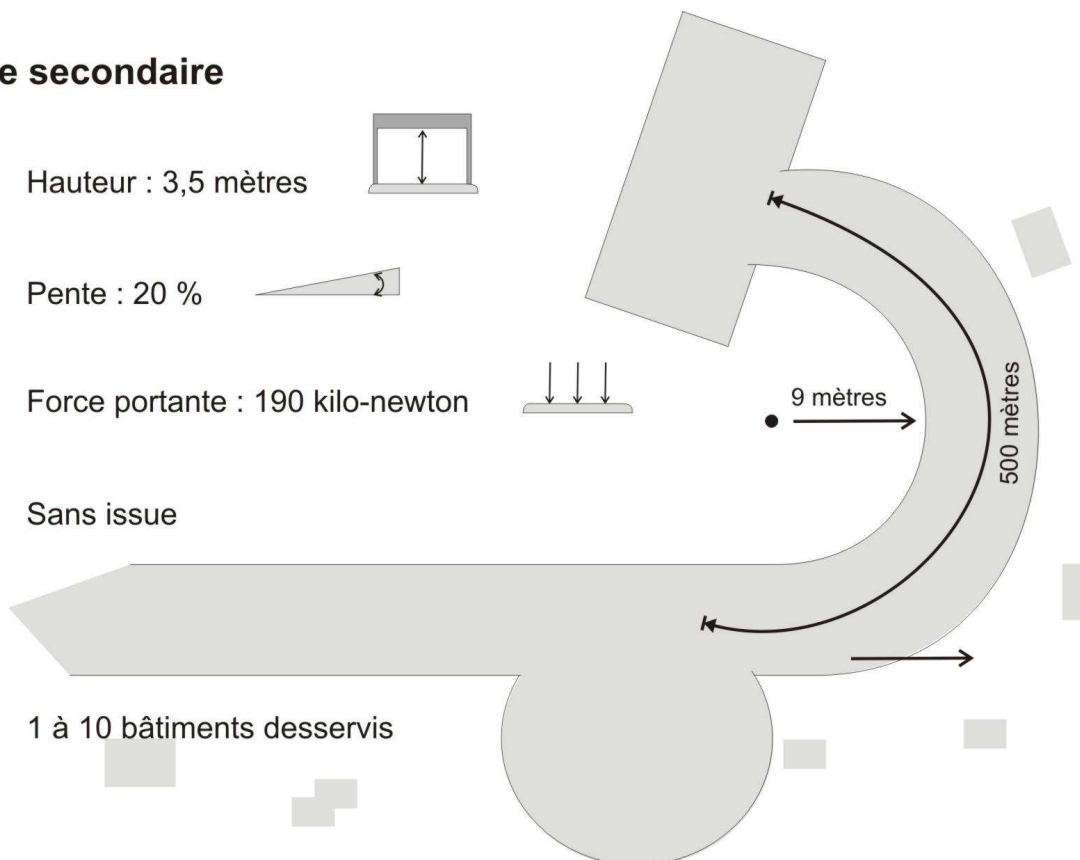 e secondaire
Hauteur : 3,5 mètres
Pente : 20 %
Force portante : 190 kilo-newton
9 mètres
500 mètres
Sans issue
1 à 10 bâtiments desservis